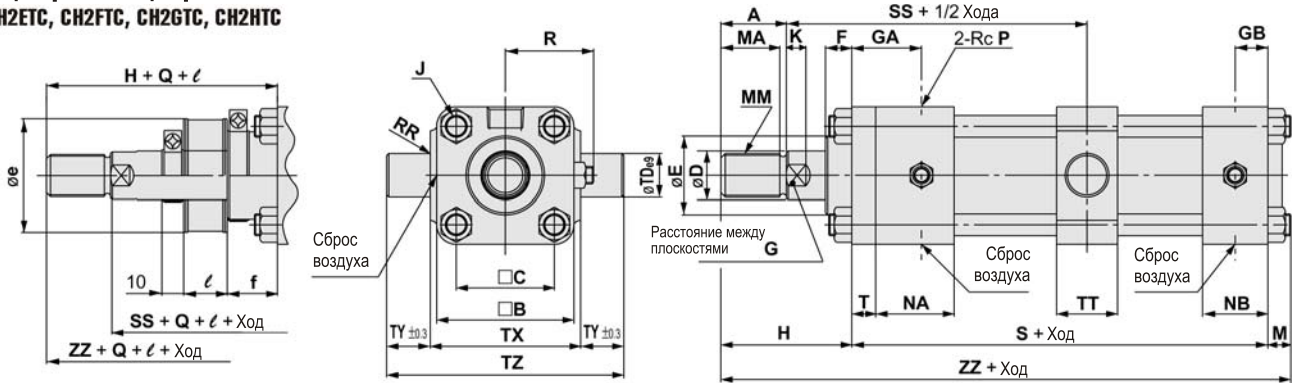 CH2ETC, CH2FTC, CH2GTC, CH2HTC
H + Q + ℓ
øe
10
ℓ
f
SS + Q + ℓ + Ход
ZZ + Q + ℓ + Ход
R
J
RR
øTDe9
Сброс
воздуха
□C
□B
TY ±0.3
TX
TY ±0.3
TZ
A
SS + 1/2 Хода
MA
K
F
GA
2-Rc P
GB
MM
øE
øD
Расстояние между
плоскостями
G
Сброс
воздуха
Сброс
воздуха
T
NA
TT
NB
H
S + Ход
M
ZZ + Ход